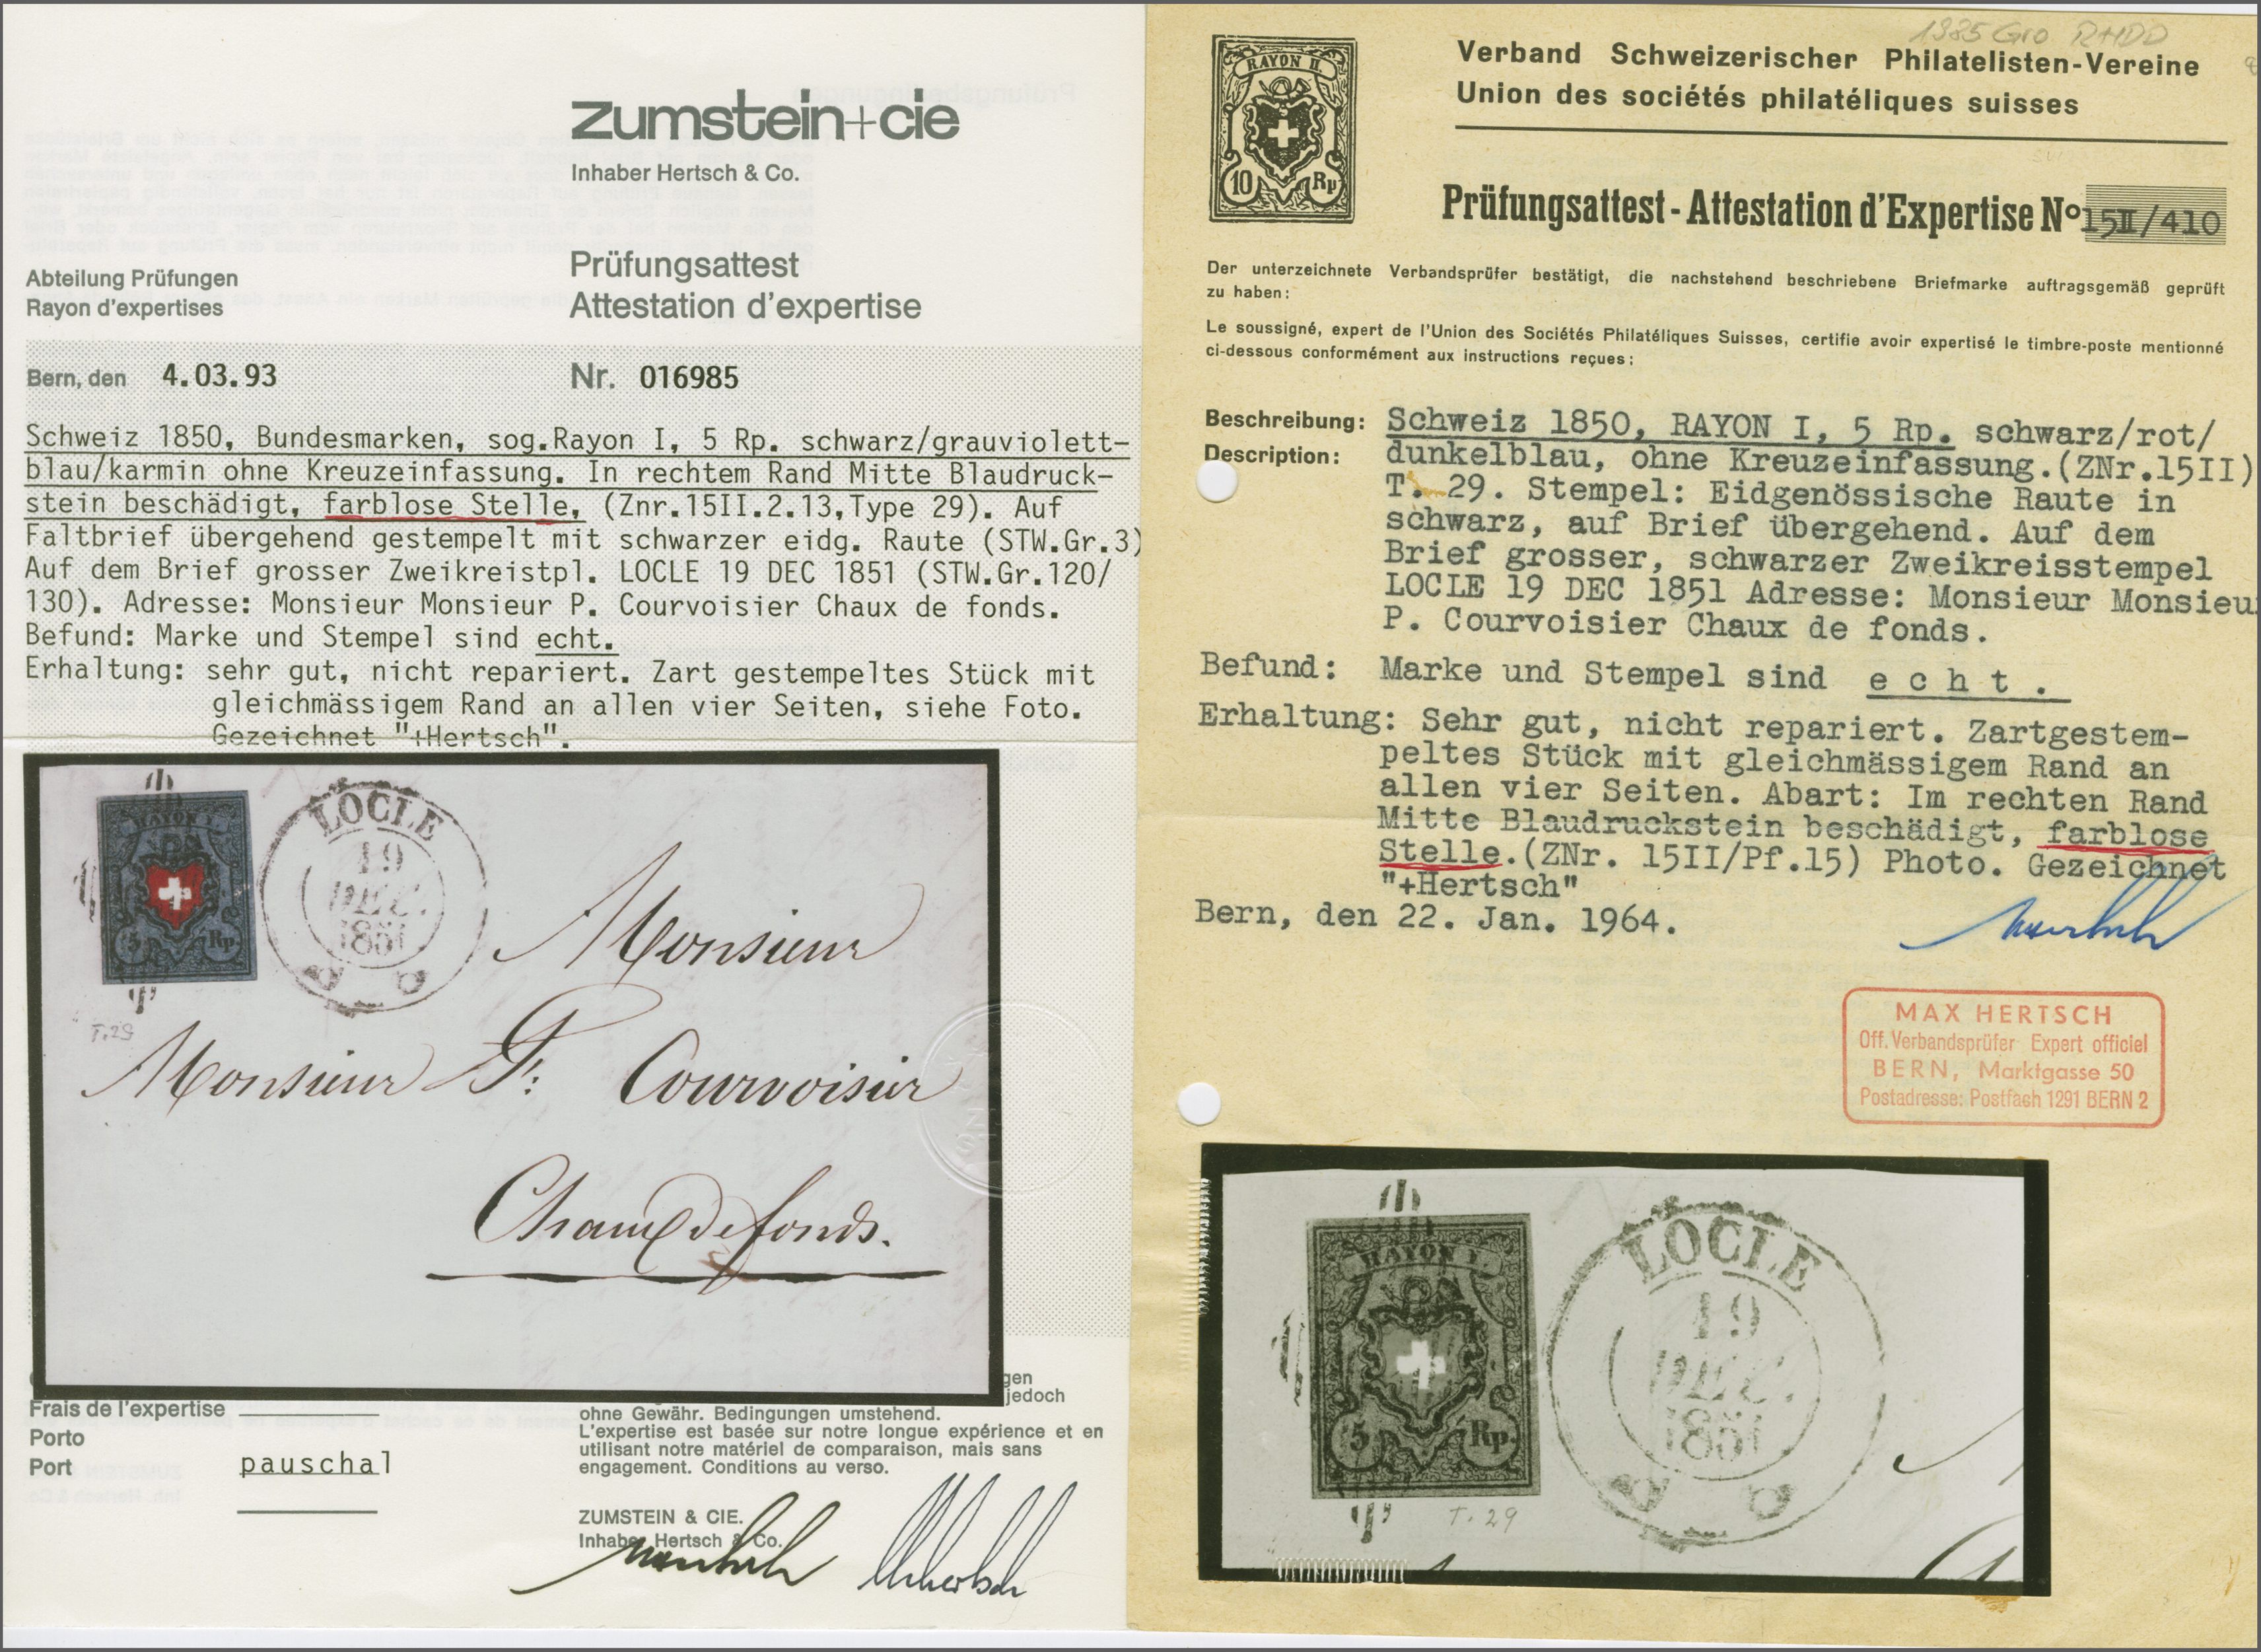 zumstein+cie
Inhaber Hertsch & Co.
Abteilung Prüfungen
Rayon d'expertises
Prüfungsattest
Attestation d'expertise
Bern, den 4.03.93
Nr. 016985
Schweiz 1850, Bundesmarken, sog.Rayon I, 5 Rp. schwarz/grauviolett-
blau/karmin ohne Kreuzeinfassung. In rechtem Rand Mitte Blaudruck-
stein beschädigt, farblose Stelle, (Znr.15II.2.13,Type 29). Auf
Faltbrief übergehend gestempelt mit schwarzer eidg. Raute (STW.Gr.3)
Auf dem Brief grosser Zweikreistpl. LOCLE 19 DEC 1851 (STW.Gr.120/
130). Adresse: Monsieur Monsieur P. Courvoisier Chaux de fonds.
Befund: Marke und Stempel sind echt.
Erhaltung: sehr gut, nicht repariert. Zart gestempeltes Stück mit
gleichmässigem Rand an allen vier Seiten, siehe Foto.
Gezeichnet "+Hertsch".
RAYON I.
5 Rp.
LOCLE
19
DEC.
1851
T.29
Monsieur
Monsieur P. Courvoisier
Chaux de fonds.
gen
jedoch
ohne Gewähr. Bedingungen umstehend.
L'expertise est basée sur notre longue expérience et en
utilisant notre matériel de comparaison, mais sans
engagement. Conditions au verso.
Frais de l'expertise
Porto
Port
pauschal
ZUMSTEIN & CIE.
Inhaber Hertsch & Co.
RAYON II.
10 Rp.
Verband Schweizerischer Philatelisten-Vereine
Union des sociétés philatéliques suisses
Prüfungsattest - Attestation d'Expertise No 15II/410
Der unterzeichnete Verbandsprüfer bestätigt, die nachstehend beschriebene Briefmarke auftragsgemäß geprüft
zu haben:
Le soussigné, expert de l'Union des Sociétés Philatéliques Suisses, certifie avoir expertisé le timbre-poste mentionné
ci-dessous conformément aux instructions reçues:
Beschreibung: Schweiz 1850, RAYON I, 5 Rp. schwarz/rot/
Description: dunkelblau, ohne Kreuzeinfassung.(ZNr.15II)
T. 29. Stempel: Eidgenössische Raute in
schwarz, auf Brief übergehend. Auf dem
Brief grosser, schwarzer Zweikreisstempel
LOCLE 19 DEC 1851 Adresse: Monsieur Monsieu
P. Courvoisier Chaux de fonds.
Befund: Marke und Stempel sind echt.
Erhaltung: Sehr gut, nicht repariert. Zartgestem-
peltes Stück mit gleichmässigem Rand an
allen vier Seiten. Abart: Im rechten Rand
Mitte Blaudruckstein beschädigt, farblose
Stelle.(ZNr. 15II/Pf.15) Photo. Gezeichnet
"+Hertsch"
Bern, den 22. Jan. 1964.
MAX HERTSCH
Off. Verbandsprüfer Expert officiel
BERN, Marktgasse 50
Postadresse: Postfach 1291 BERN 2
RAYON I.
5 Rp.
LOCLE
19
DEC.
1851
T. 29